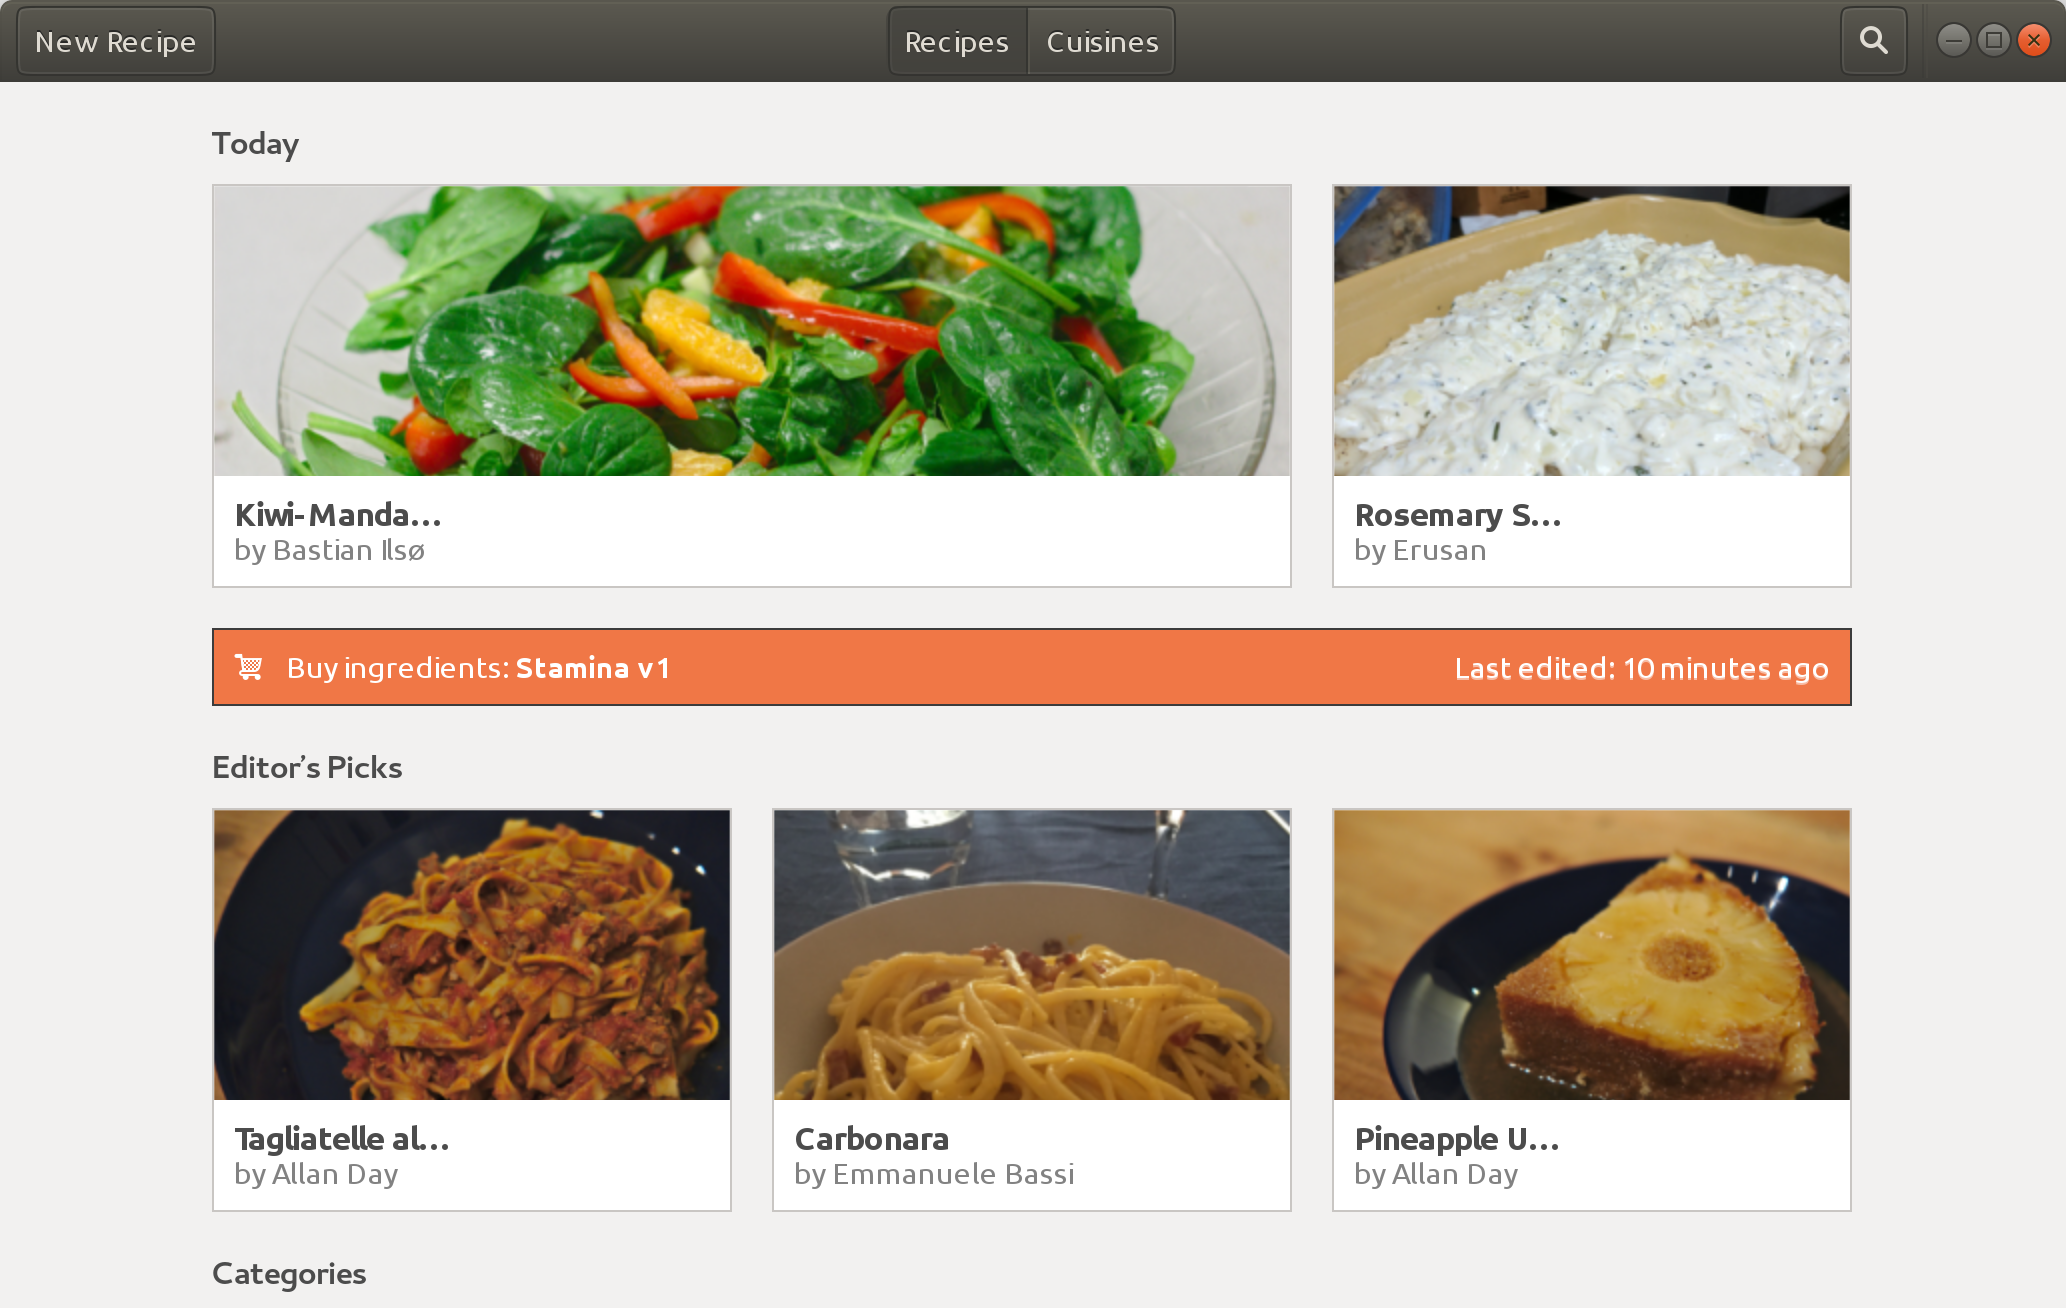 New Recipe
Recipes
Cuisines
Today
Kiwi-Manda...
by Bastian Ilsø
Rosemary S...
by Erusan
Buy ingredients: Stamina v1
Last edited: 10 minutes ago
Editor’s Picks
Tagliatelle al...
by Allan Day
Carbonara
by Emmanuele Bassi
Pineapple U...
by Allan Day
Categories